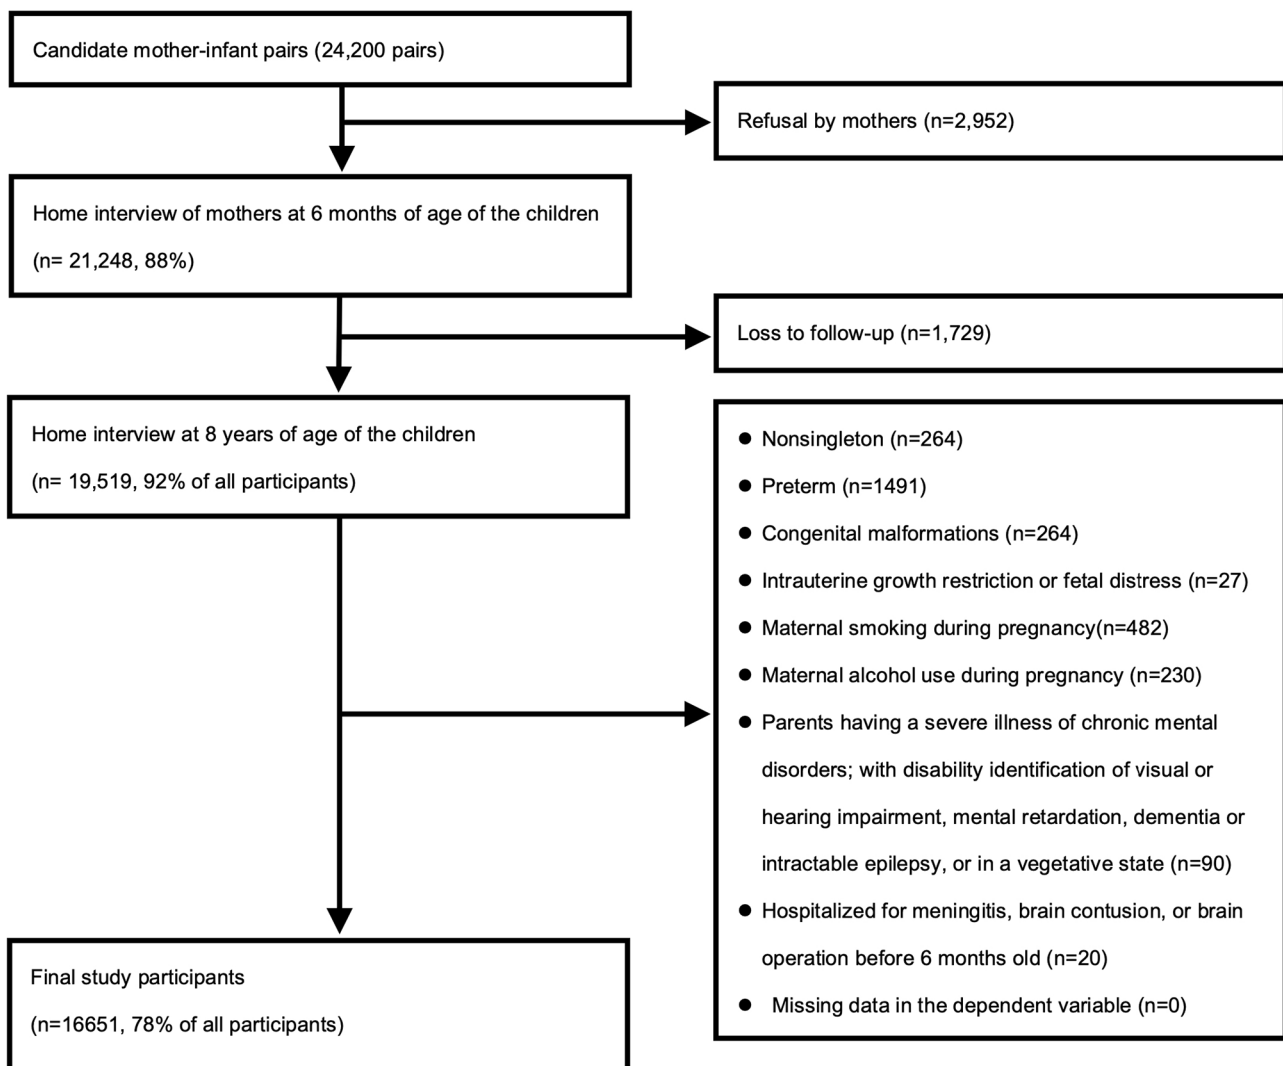 Candidate mother-infant pairs (24,200 pairs)
Refusal by mothers (n=2,952)
Home interview of mothers at 6 months of age of the children
(n= 21,248, 88%)
Loss to follow-up (n=1,729)
Home interview at 8 years of age of the children
(n= 19,519, 92% of all participants)
● Nonsingleton (n=264)
● Preterm (n=1491)
● Congenital malformations (n=264)
● Intrauterine growth restriction or fetal distress (n=27)
● Maternal smoking during pregnancy(n=482)
● Maternal alcohol use during pregnancy (n=230)
● Parents having a severe illness of chronic mental
disorders; with disability identification of visual or
hearing impairment, mental retardation, dementia or
intractable epilepsy, or in a vegetative state (n=90)
● Hospitalized for meningitis, brain contusion, or brain
operation before 6 months old (n=20)
● Missing data in the dependent variable (n=0)
Final study participants
(n=16651, 78% of all participants)